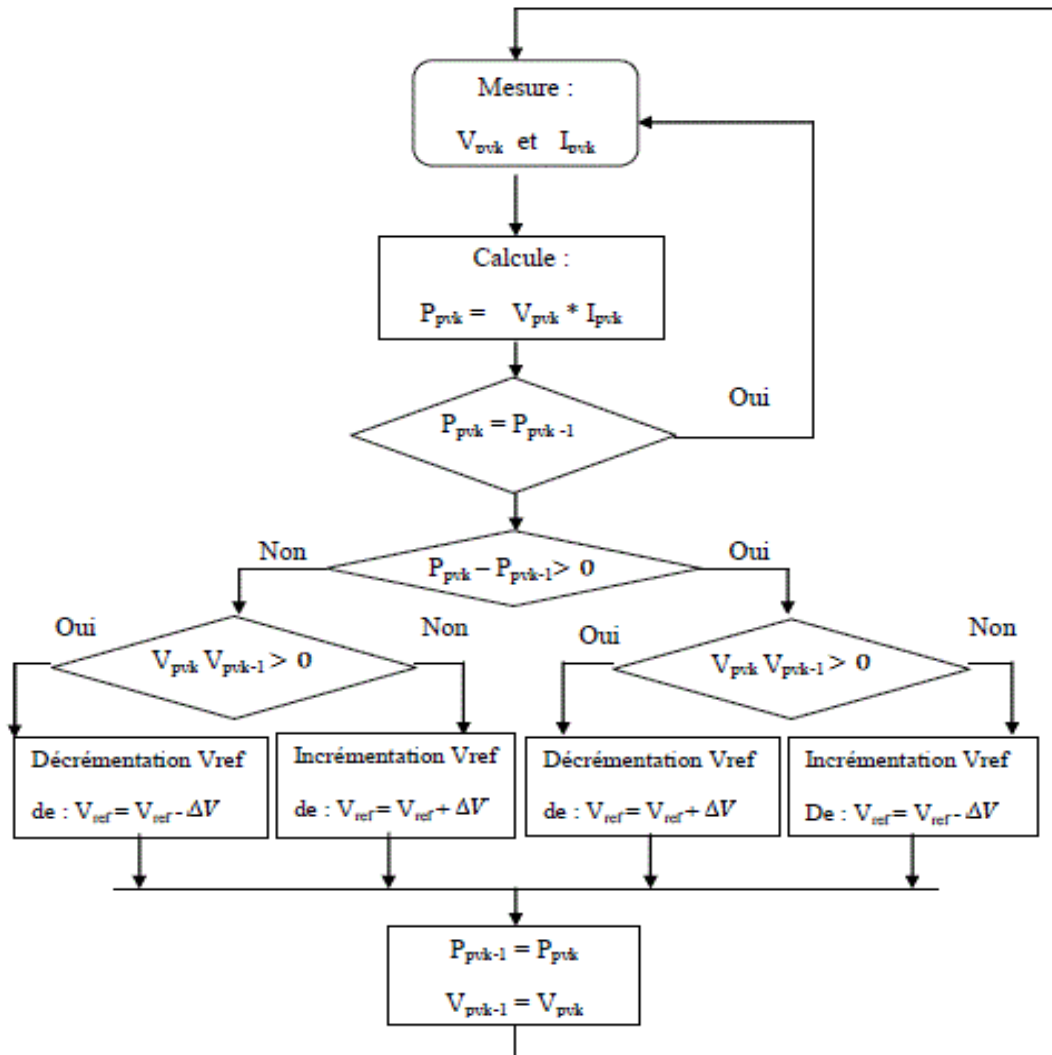 Mesure :
Vpvk et Ipvk
Calcule :
Ppvk = Vpvk * Ipvk
Oui
Ppvk = Ppvk -1
Non
Oui
Ppvk – Ppvk-1 > 0
Oui
Non
Oui
Non
Vpvk Vpvk-1 > 0
Vpvk Vpvk-1 > 0
Décrémentation Vref
de : Vref = Vref - ΔV
Incrémentation Vref
de : Vref = Vref + ΔV
Décrémentation Vref
de : Vref = Vref + ΔV
Incrémentation Vref
De : Vref = Vref - ΔV
Ppvk-1 = Ppvk
Vpvk-1 = Vpvk